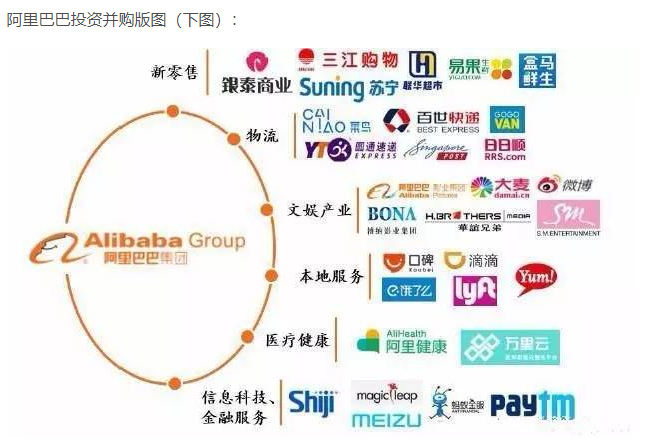 阿里巴巴投资并购版图（下图）：
新零售
銀泰商业
三江购物
联华超市
易果生鲜
YIGUO.COM
盒马鲜生
Suning 苏宁
物流
CAINIAO 菜鸟
百世快递
BEST EXPRESS
GOGOVAN
YTO 圆通速递
EXPRESS
Singapore POST
日日顺
RRS.com
文娱产业
阿里巴巴 影业集团
Alibaba Pictures
大麦
damai.cn
微博
BONA
博纳影业集团
H.BROTHERS MEDIA
華誼兄弟
SM
S.M.ENTERTAINMENT
Alibaba Group
阿里巴巴集团
本地服务
口碑
Koubei
滴滴
Yum!
饿了么
lyft
医疗健康
AliHealth
阿里健康
万里云
信息科技、
金融服务
Shiji
magic leap
MEIZU
蚂蚁金服
ANT FINANCIAL
paytm